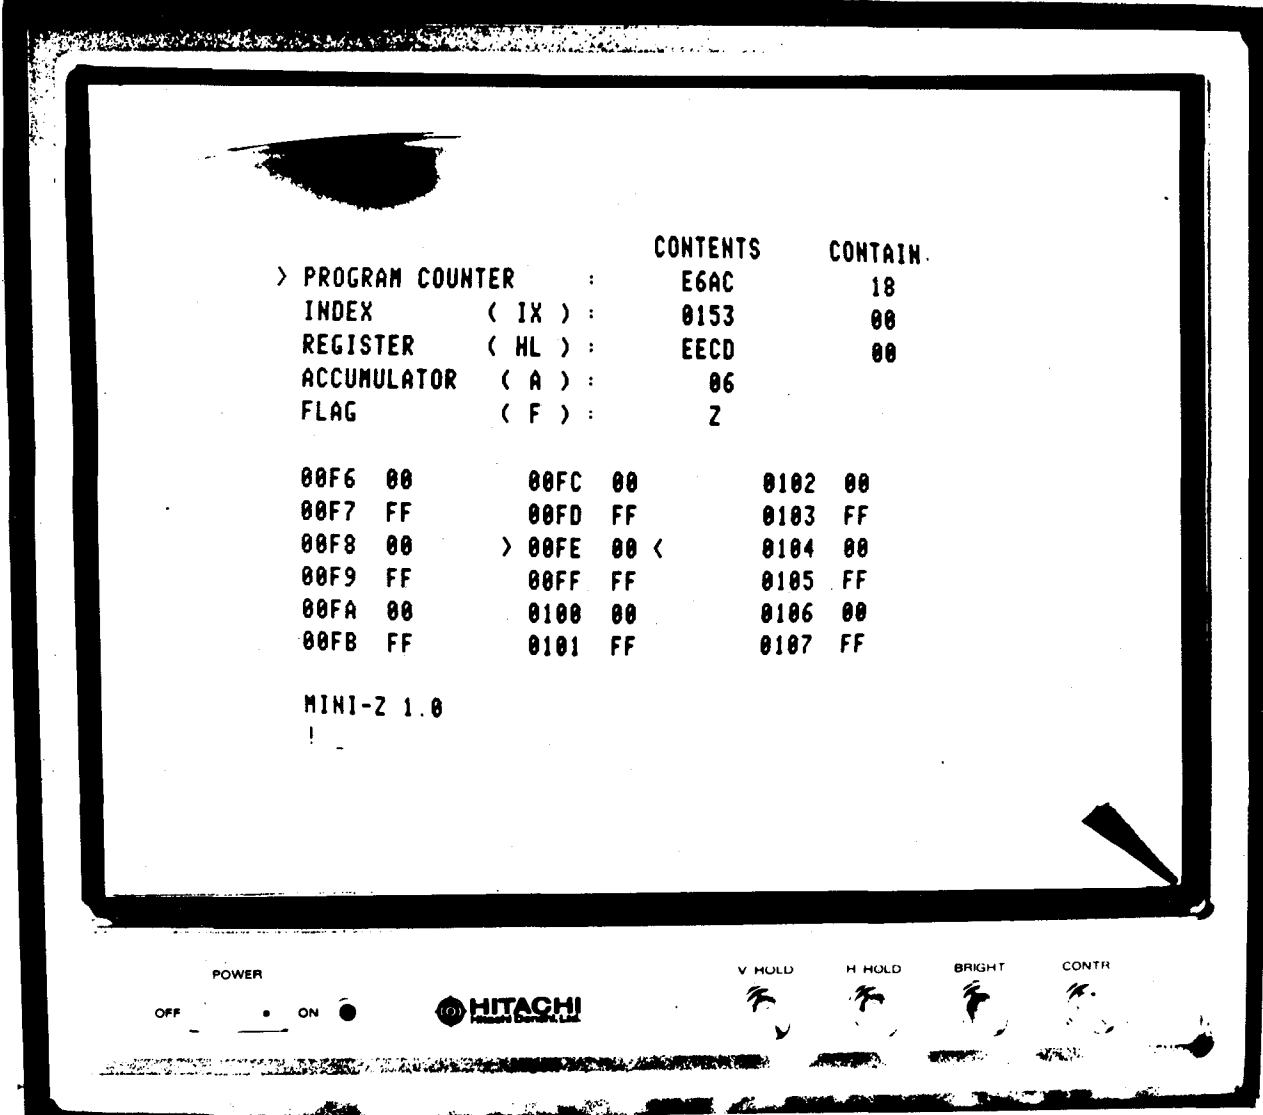 CONTENTS CONTAIN.
> PROGRAM COUNTER : E6AC 18
INDEX ( IX ) : 0153 00
REGISTER ( HL ) : EECD 00
ACCUMULATOR ( A ) : 06
FLAG ( F ) : Z
00F6 00 00FC 00 0102 00
00F7 FF 00FD FF 0103 FF
00F8 00 > 00FE 00 < 0104 00
00F9 FF 00FF FF 0105 FF
00FA 00 0100 00 0106 00
00FB FF 0101 FF 0107 FF
MINI-Z 1.0
! _
POWER V HOLD H HOLD BRIGHT CONTR
OFF ON HITACHI
Hitachi Denshi, Ltd.